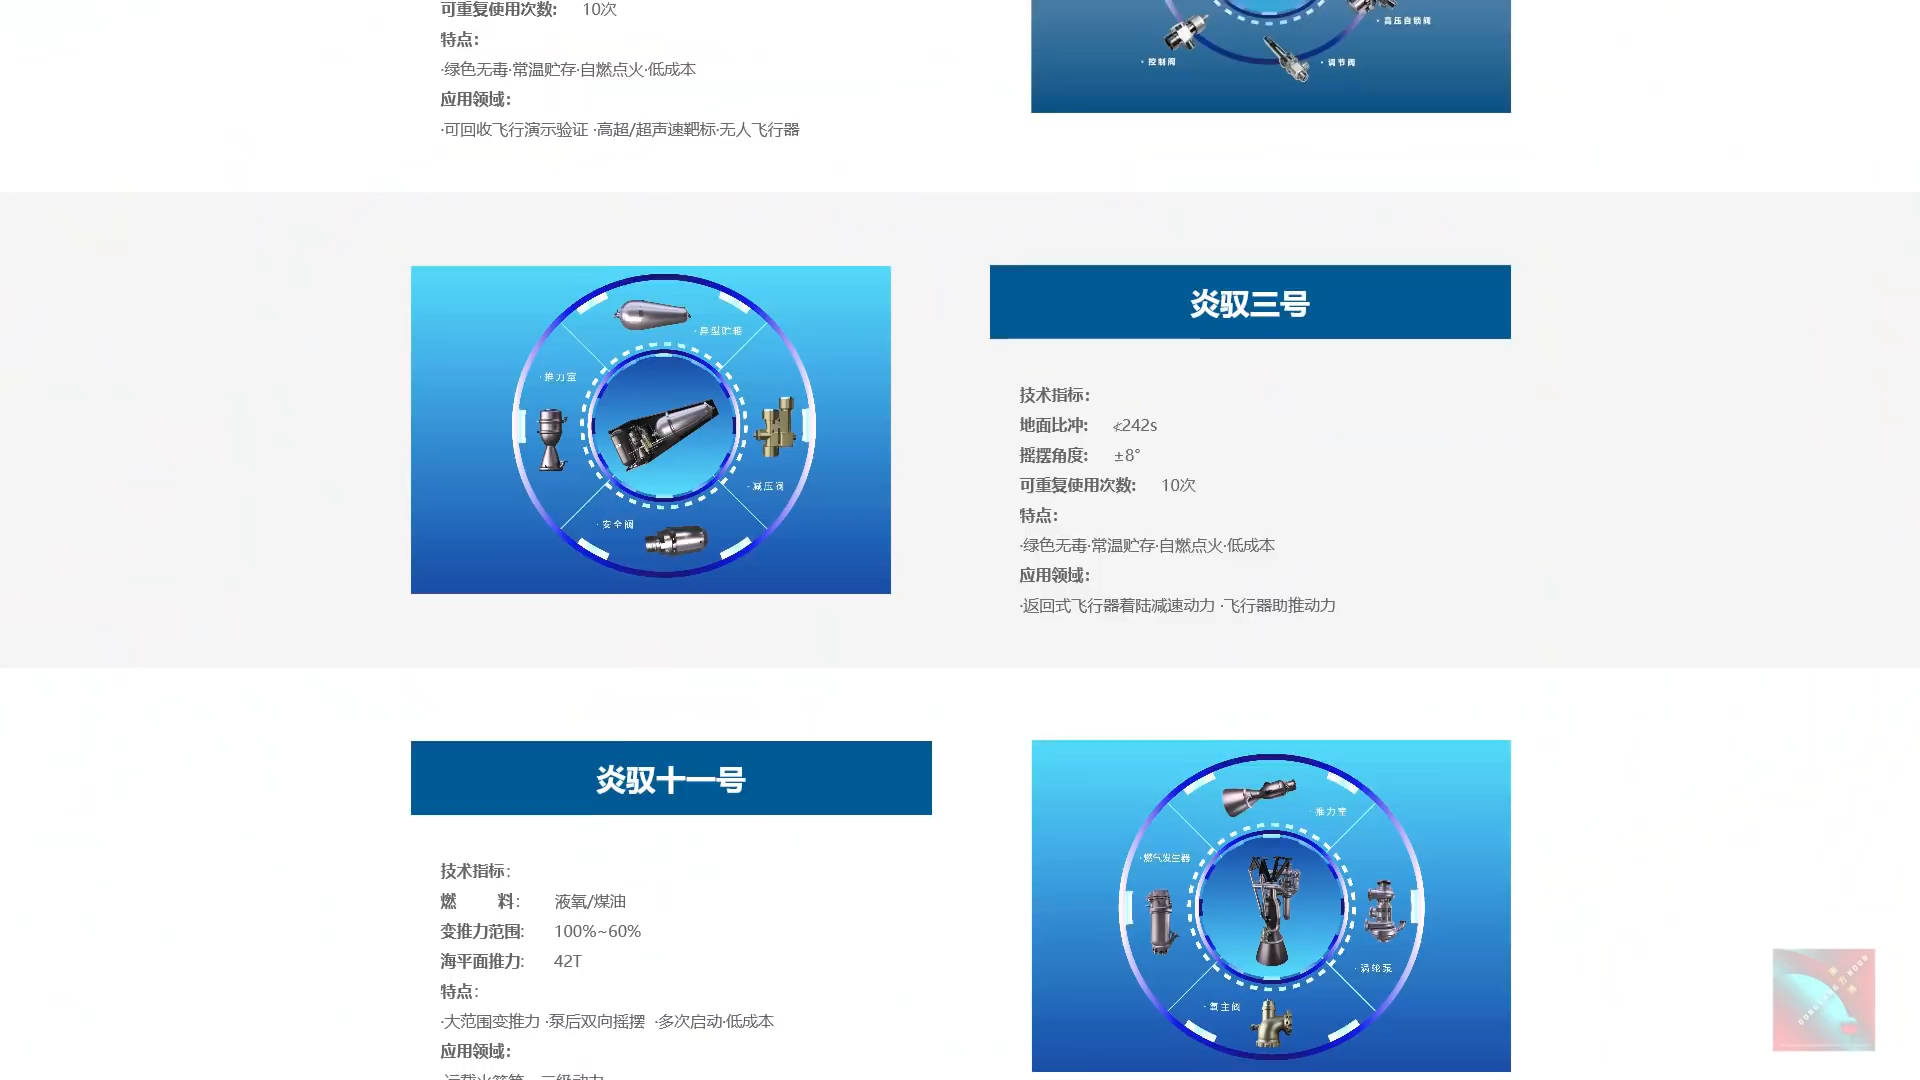 可重复使用次数: 10次
特点:
·绿色无毒·常温贮存·自燃点火·低成本
应用领域:
·可回收飞行演示验证 ·高超/超声速靶标·无人飞行器
·高压自锁阀
·控制阀
·调节阀
·异型贮箱
·推力室
·减压阀
·安全阀
炎驭三号
技术指标:
地面比冲: ≮242s
摇摆角度: ±8°
可重复使用次数: 10次
特点:
·绿色无毒·常温贮存·自燃点火·低成本
应用领域:
·返回式飞行器着陆减速动力 ·飞行器助推动力
炎驭十一号
技术指标:
燃 料: 液氧/煤油
变推力范围: 100%~60%
海平面推力: 42T
特点:
·大范围变推力 ·泵后双向摇摆 ·多次启动·低成本
应用领域:
·推力室
·燃气发生器
·涡轮泵
·氧主阀